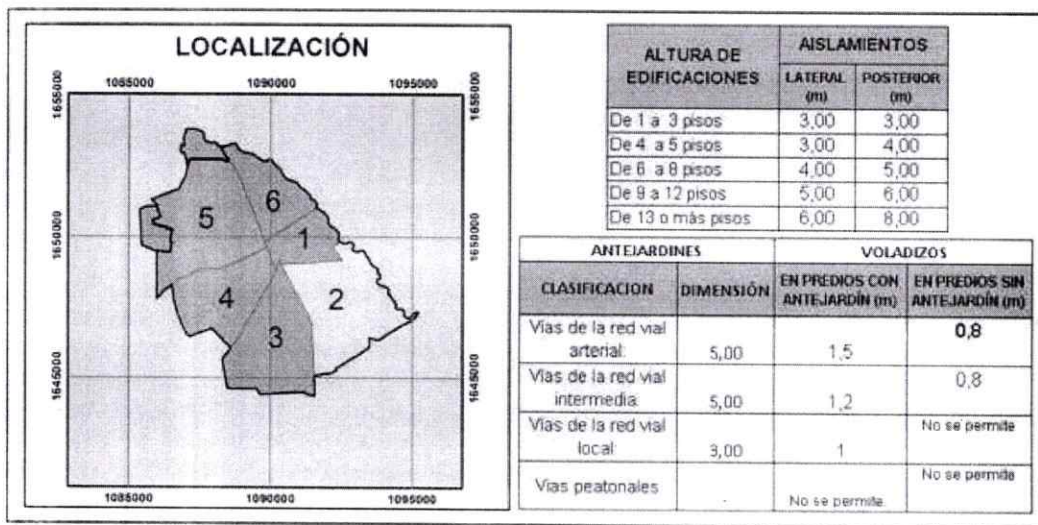 LOCALIZACIÓN
1085000 1090000 1095000
1655000 1655000
6
5
1
1650000 1650000
2
4
3
1645000 1645000
1085000 1090000 1095000
ALTURA DE EDIFICACIONES AISLAMIENTOS
LATERAL (m) POSTERIOR (m)
De 1 a 3 pisos 3,00 3,00
De 4 a 5 pisos 3,00 4,00
De 6 a 8 pisos 4,00 5,00
De 9 a 12 pisos 5,00 6,00
De 13 o más pisos 6,00 8,00
ANTEJARDINES VOLADIZOS
CLASIFICACION DIMENSIÓN EN PREDIOS CON ANTEJARDÍN (m) EN PREDIOS SIN ANTEJARDÍN (m)
Vías de la red vial arterial: 5,00 1,5 0,8
Vías de la red vial intermedia: 5,00 1,2 0,8
Vías de la red vial local: 3,00 1 No se permite
Vías peatonales - No se permite No se permite